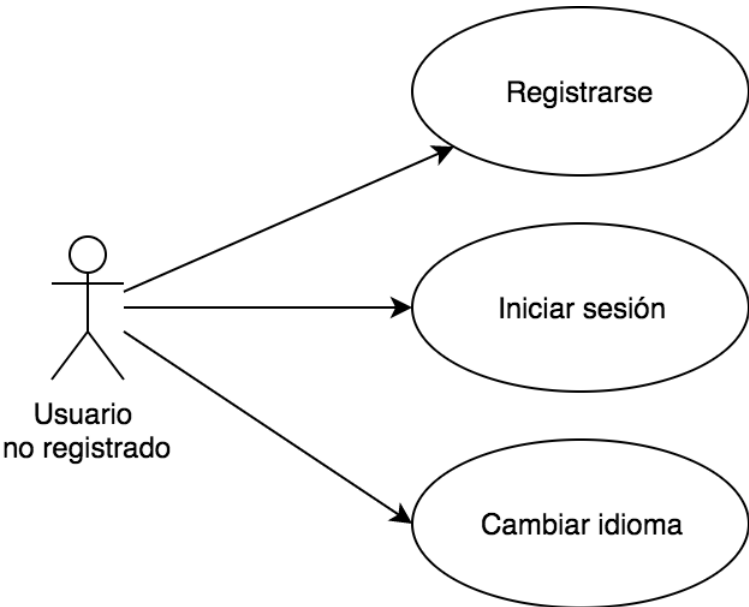 Registrarse
Iniciar sesión
Usuario
no registrado
Cambiar idioma